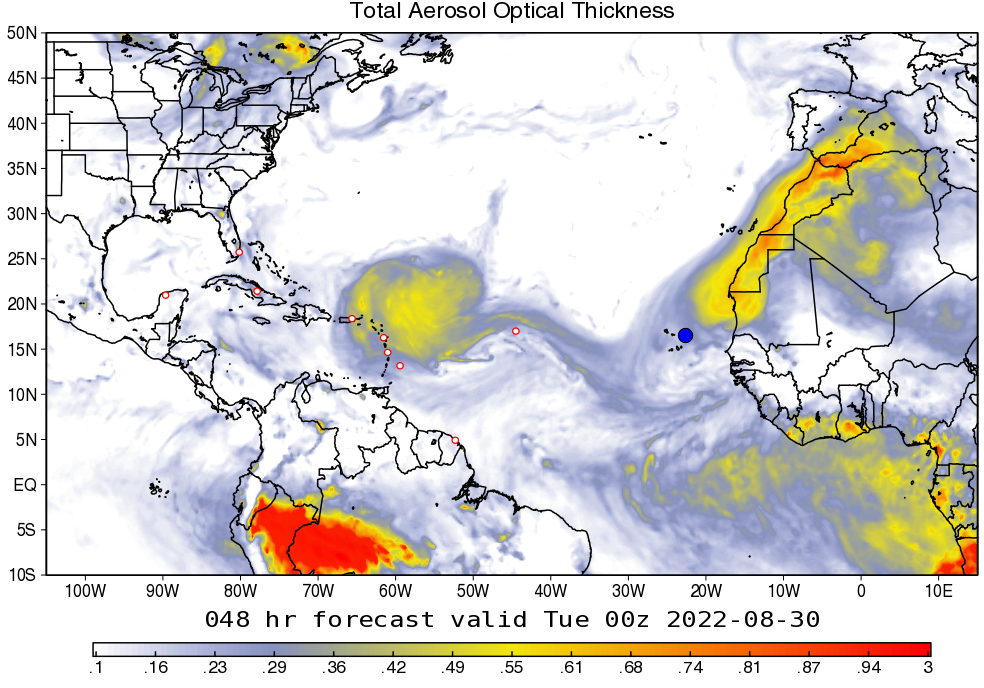 Total Aerosol Optical Thickness
50N
45N
40N
35N
30N
25N
20N
15N
10N
5N
EQ
5S
10S
100W 90W 80W 70W 60W 50W 40W 30W 20W 10W 0 10E
048 hr forecast valid Tue 00z 2022-08-30
.1 .16 .23 .29 .36 .42 .49 .55 .61 .68 .74 .81 .87 .94 3